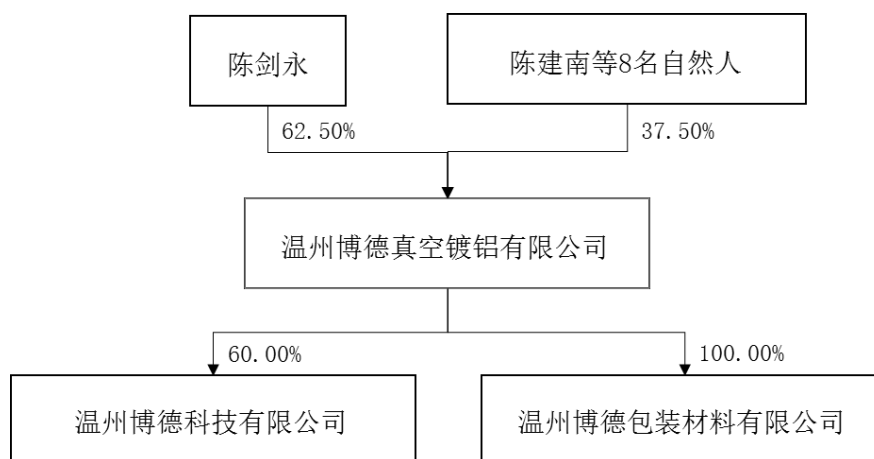 陈剑永
陈建南等8名自然人
62.50%
37.50%
温州博德真空镀铝有限公司
60.00%
100.00%
温州博德科技有限公司
温州博德包装材料有限公司